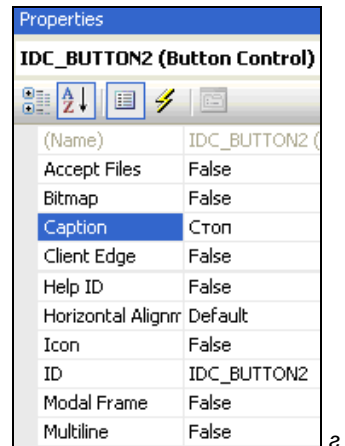 Properties
IDC_BUTTON2 (Button Control)
(Name) IDC_BUTTON2 (
Accept Files False
Bitmap False
Caption Стоп
Client Edge False
Help ID False
Horizontal Alignm Default
Icon False
ID IDC_BUTTON2
Modal Frame False
Multiline False